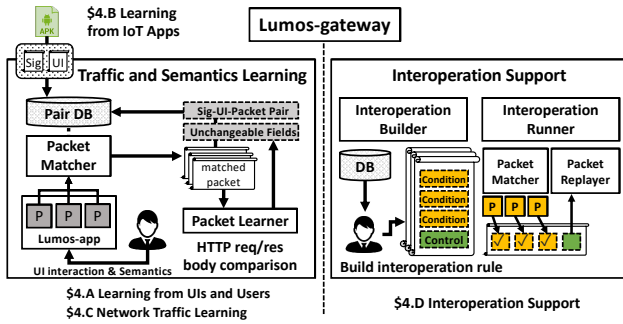 $4.B Learning
from IoT Apps
APK
Lumos-gateway
Sig
UI
Traffic and Semantics Learning
Pair DB
Sig-UI-Packet Pair
Unchangeable Fields
Packet
Matcher
matched
packet
P
P
P
Lumos-app
Packet Learner
HTTP req/res
body comparison
UI interaction & Semantics
$4.A Learning from UIs and Users
$4.C Network Traffic Learning
Interoperation Support
Interoperation
Builder
Interoperation
Runner
DB
Condition
Condition
Condition
Control
Packet
Matcher
Packet
Replayer
P
P
P
Build interoperation rule
$4.D Interoperation Support